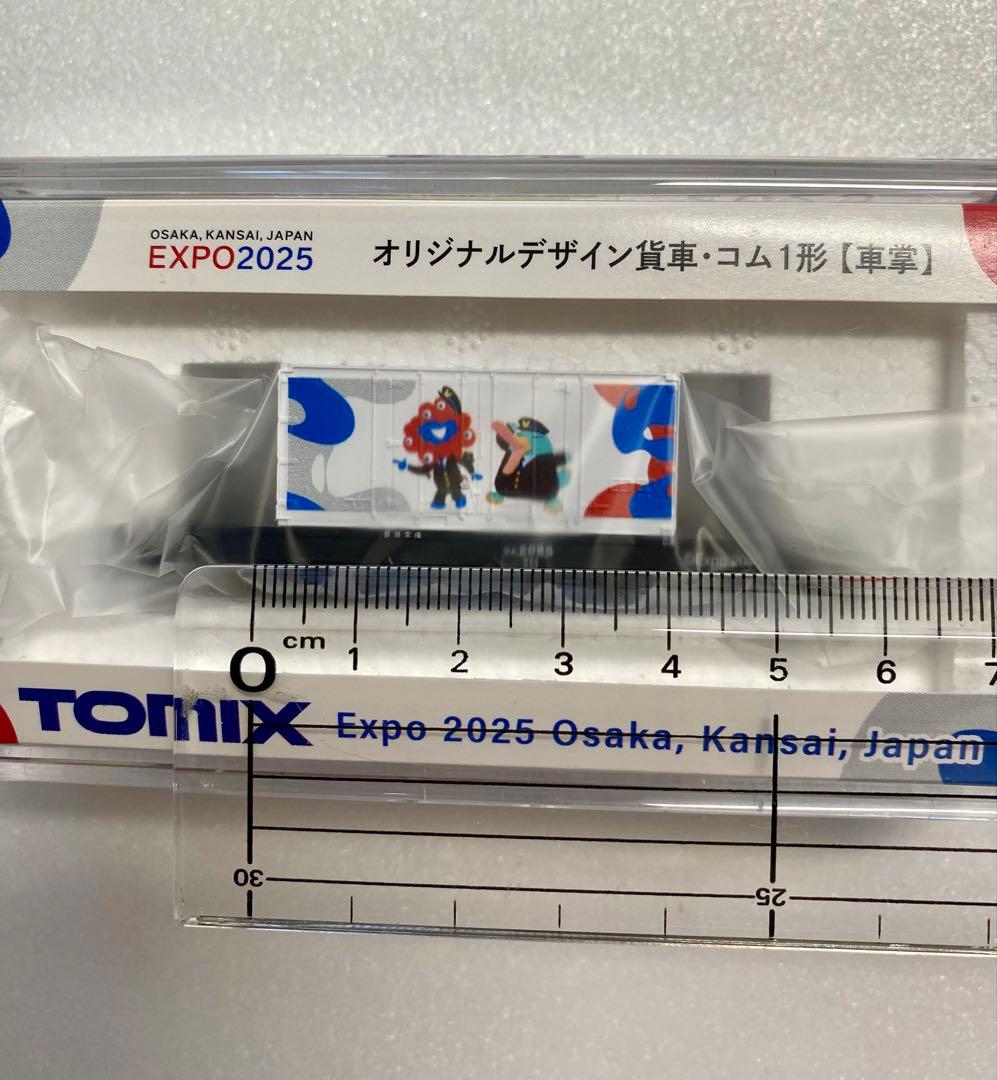 OSAKA, KANSAI, JAPAN
EXPO2025
オリジナルデザイン貨車・コム1形【車掌】
cm
0 1 2 3 4 5 6 7
TOMIX
Expo 2025 Osaka, Kansai, Japan
30 25